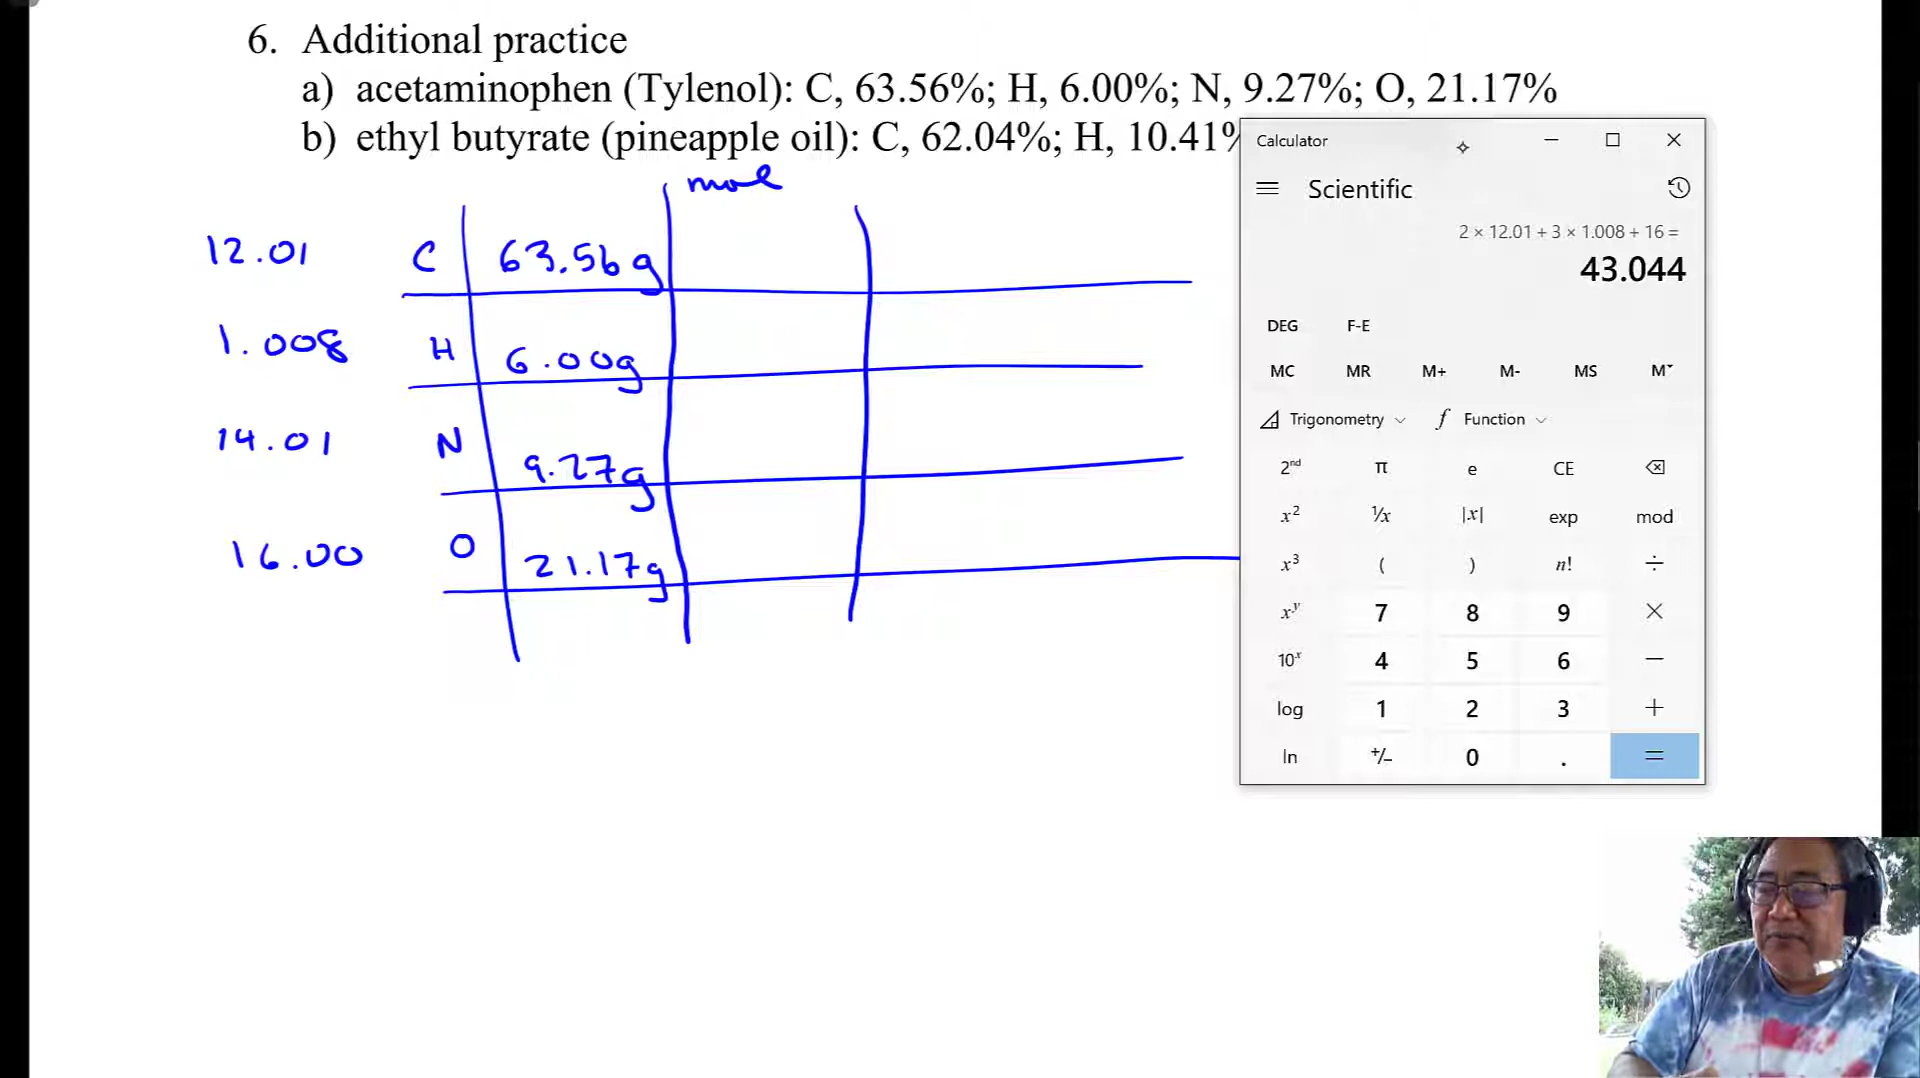 6. Additional practice
a) acetaminophen (Tylenol): C, 63.56%; H, 6.00%; N, 9.27%; O, 21.17%
b) ethyl butyrate (pineapple oil): C, 62.04%; H, 10.41%
mole
12.01 C 63.56g
1.008 H 6.00g
14.01 N 9.27g
16.00 O 21.17g
Calculator
Scientific
2 × 12.01 + 3 × 1.008 + 16 =
43.044
DEG F-E
MC MR M+ M- MS M˅
Trigonometry f Function
2nd π e CE
x² ¹/x |x| exp mod
x³ ( ) n! ÷
xʸ 7 8 9 ×
10ˣ 4 5 6 −
log 1 2 3 +
ln +/− 0 . =